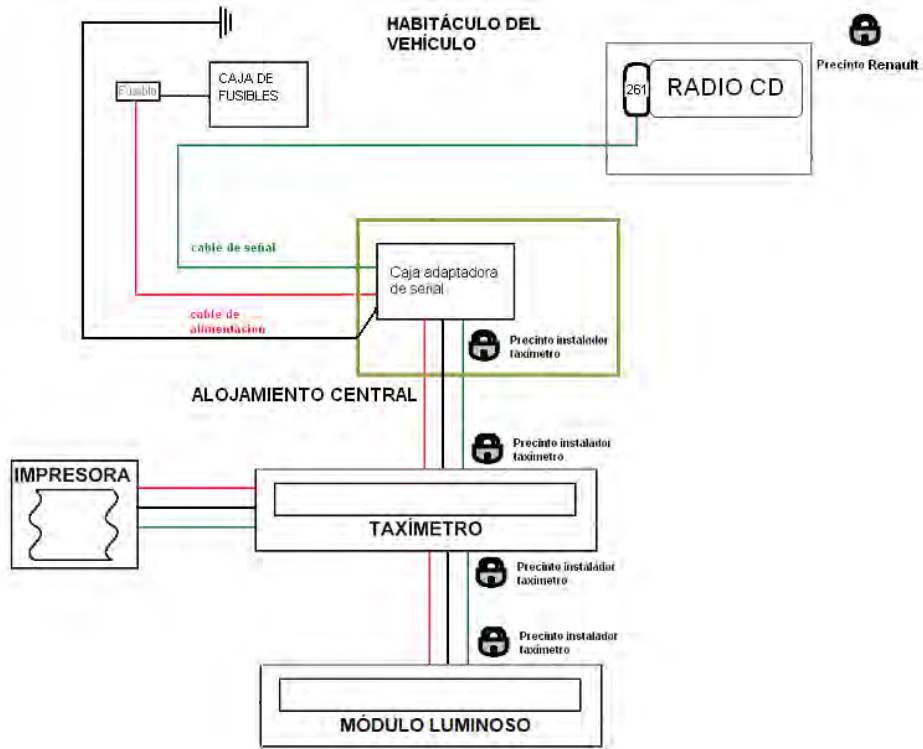 HABITÁCULO DEL
VEHÍCULO
Precinto Renault
Fusible
CAJA DE
FUSIBLES
261
RADIO CD
cable de señal
Caja adaptadora
de señal
cable de
alimentacion
Precinto instalador
taxímetro
ALOJAMIENTO CENTRAL
Precinto instalador
taxímetro
IMPRESORA
TAXÍMETRO
Precinto instalador
taxímetro
Precinto instalador
taxímetro
MÓDULO LUMINOSO